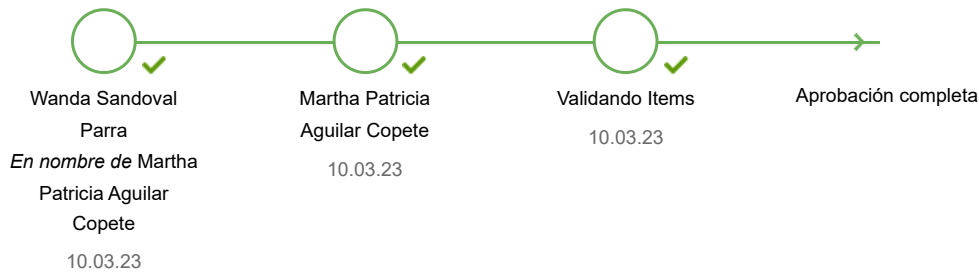 Wanda Sandoval
Parra
En nombre de Martha
Patricia Aguilar
Copete
10.03.23
Martha Patricia
Aguilar Copete
10.03.23
Validando Items
10.03.23
Aprobación completa